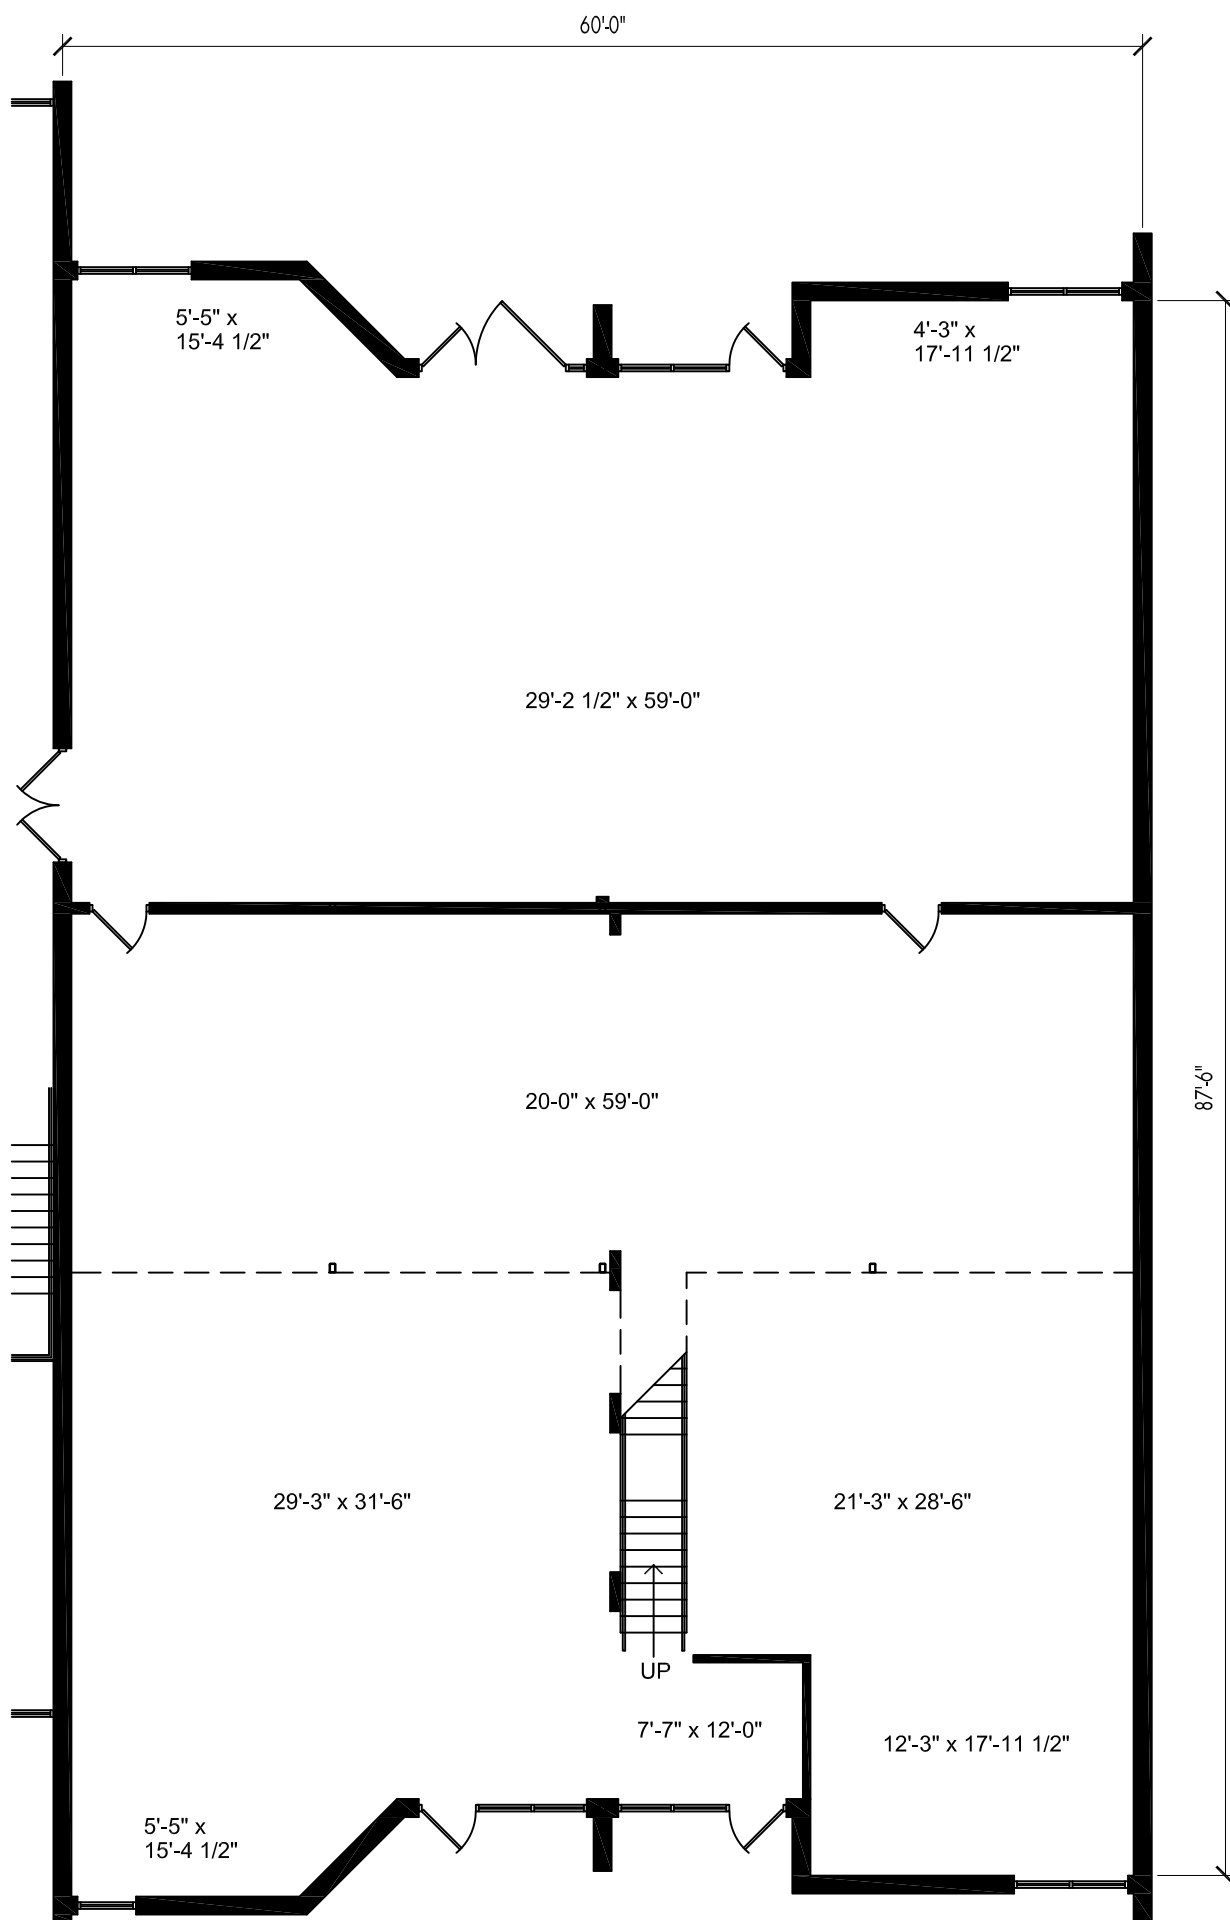 60'-0"
5'-5" x
15'-4 1/2"
4'-3" x
17'-11 1/2"
29'-2 1/2" x 59'-0"
87'-6"
20-0" x 59'-0"
29'-3" x 31'-6"
21'-3" x 28'-6"
UP
7'-7" x 12'-0"
12'-3" x 17'-11 1/2"
5'-5" x
15'-4 1/2"